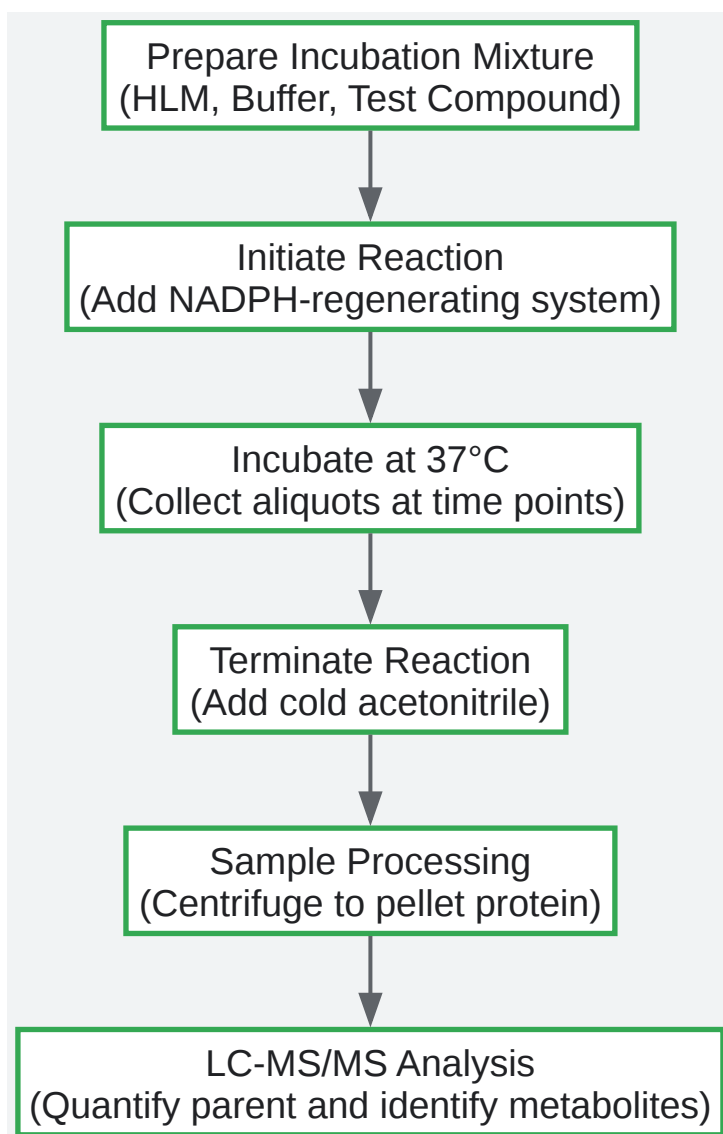 Prepare Incubation Mixture
(HLM, Buffer, Test Compound)
Initiate Reaction
(Add NADPH-regenerating system)
Incubate at 37°C
(Collect aliquots at time points)
Terminate Reaction
(Add cold acetonitrile)
Sample Processing
(Centrifuge to pellet protein)
LC-MS/MS Analysis
(Quantify parent and identify metabolites)